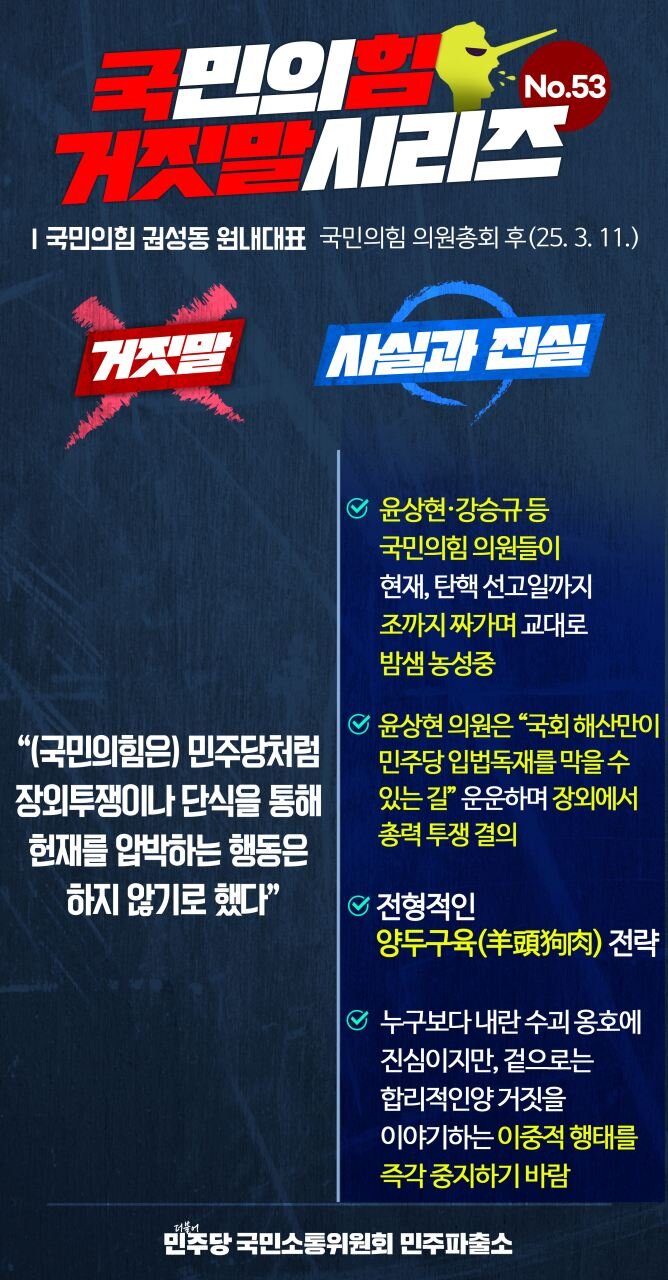 국민의힘
No.53
거짓말시리즈
국민의힘 권성동 원내대표 국민의힘 의원총회 후(25. 3. 11.)
거짓말
사실과 진실
“(국민의힘은) 민주당처럼
장외투쟁이나 단식을 통해
헌재를 압박하는 행동은
하지 않기로 했다”
윤상현·강승규 등
국민의힘 의원들이
현재, 탄핵 선고일까지
조까지 짜가며 교대로
밤샘 농성중
윤상현 의원은 “국회 해산만이
민주당 입법독재를 막을 수
있는 길” 운운하며 장외에서
총력 투쟁 결의
전형적인
양두구육(羊頭狗肉) 전략
누구보다 내란 수괴 옹호에
진심이지만, 겉으로는
합리적인양 거짓을
이야기하는 이중적 행태를
즉각 중지하기 바람
더불어
민주당 국민소통위원회 민주파출소